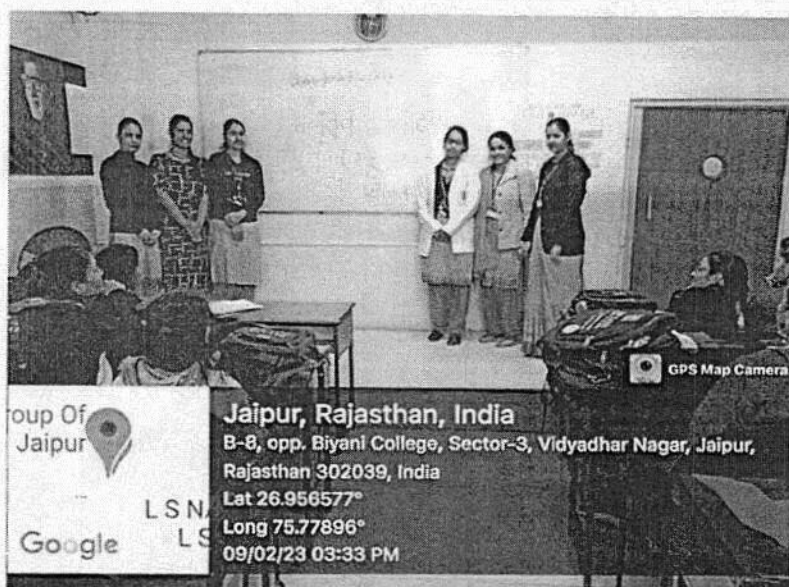 GPS Map Camera
roup Of
Jaipur
L S N
L S
Google
Jaipur, Rajasthan, India
B-8, opp. Biyani College, Sector-3, Vidyadhar Nagar, Jaipur,
Rajasthan 302039, India
Lat 26.956577°
Long 75.77896°
09/02/23 03:33 PM